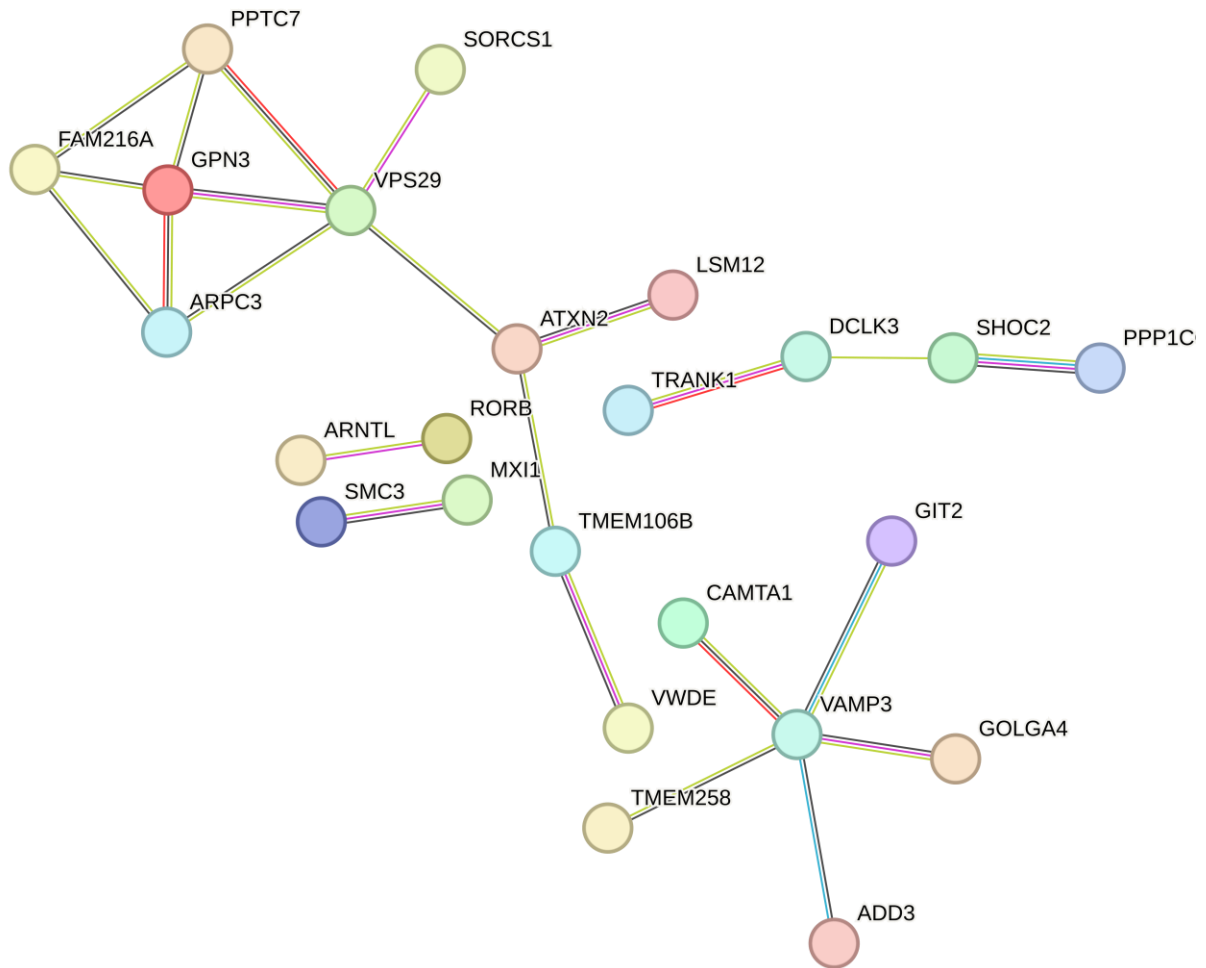 PPTC7
SORCS1
FAM216A
GPN3
VPS29
LSM12
ARPC3
ATXN2
DCLK3
SHOC2
PPP1C
TRANK1
RORB
ARNTL
MXI1
SMC3
GIT2
TMEM106B
CAMTA1
VWDE
VAMP3
GOLGA4
TMEM258
ADD3